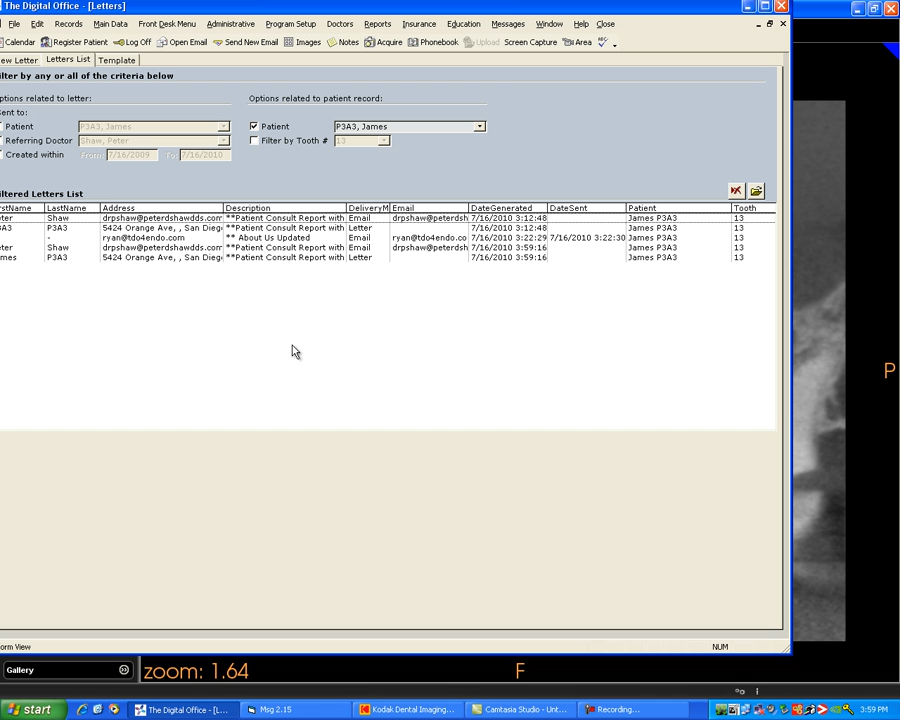 The Digital Office - [Letters]
File Edit Records Main Data Front Desk Menu Administrative Program Setup Doctors Reports Insurance Education Messages Window Help Close
Calendar Register Patient Log Off Open Email Send New Email Images Notes Acquire Phonebook Upload Screen Capture Area
ew Letter Letters List Template
ilter by any or all of the criteria below
ptions related to letter: Options related to patient record:
ent to:
Patient P3A3, James Patient P3A3, James
Referring Doctor Shaw, Peter Filter by Tooth # 13
Created within From: 7/16/2009 To: 7/16/2010
iltered Letters List
rstName LastName Address Description DeliveryM Email DateGenerated DateSent Patient Tooth
eter Shaw drpshaw@peterdshawdds.com **Patient Consult Report with Email drpshaw@peterdsh 7/16/2010 3:12:48 James P3A3 13
3A3 P3A3 5424 Orange Ave, , San Dieg **Patient Consult Report with Letter 7/16/2010 3:12:48 James P3A3 13
- ryan@tdo4endo.com ** About Us Updated Email ryan@tdo4endo.co 7/16/2010 3:22:29 7/16/2010 3:22:30 James P3A3 13
eter Shaw drpshaw@peterdshawdds.com **Patient Consult Report with Email drpshaw@peterdsh 7/16/2010 3:59:16 James P3A3 13
mes P3A3 5424 Orange Ave, , San Dieg **Patient Consult Report with Letter 7/16/2010 3:59:16 James P3A3 13
P
orm View NUM
Gallery zoom: 1.64 F
start The Digital Office - [L... Msg 2.15 Kodak Dental Imaging... Camtasia Studio - Unt... Recording... 3:59 PM